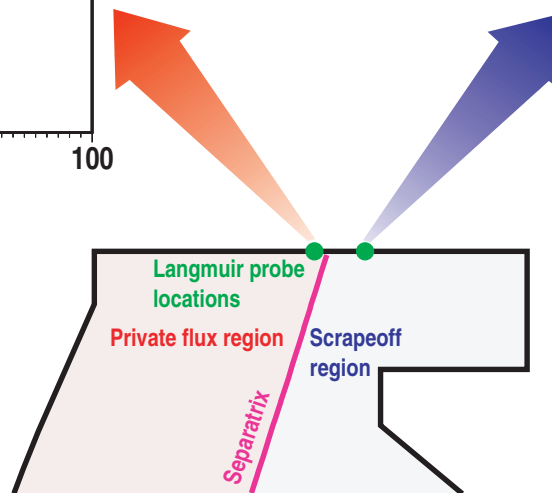 100
Langmuir probe
locations
Private flux region
Scrapeoff
region
Separatrix